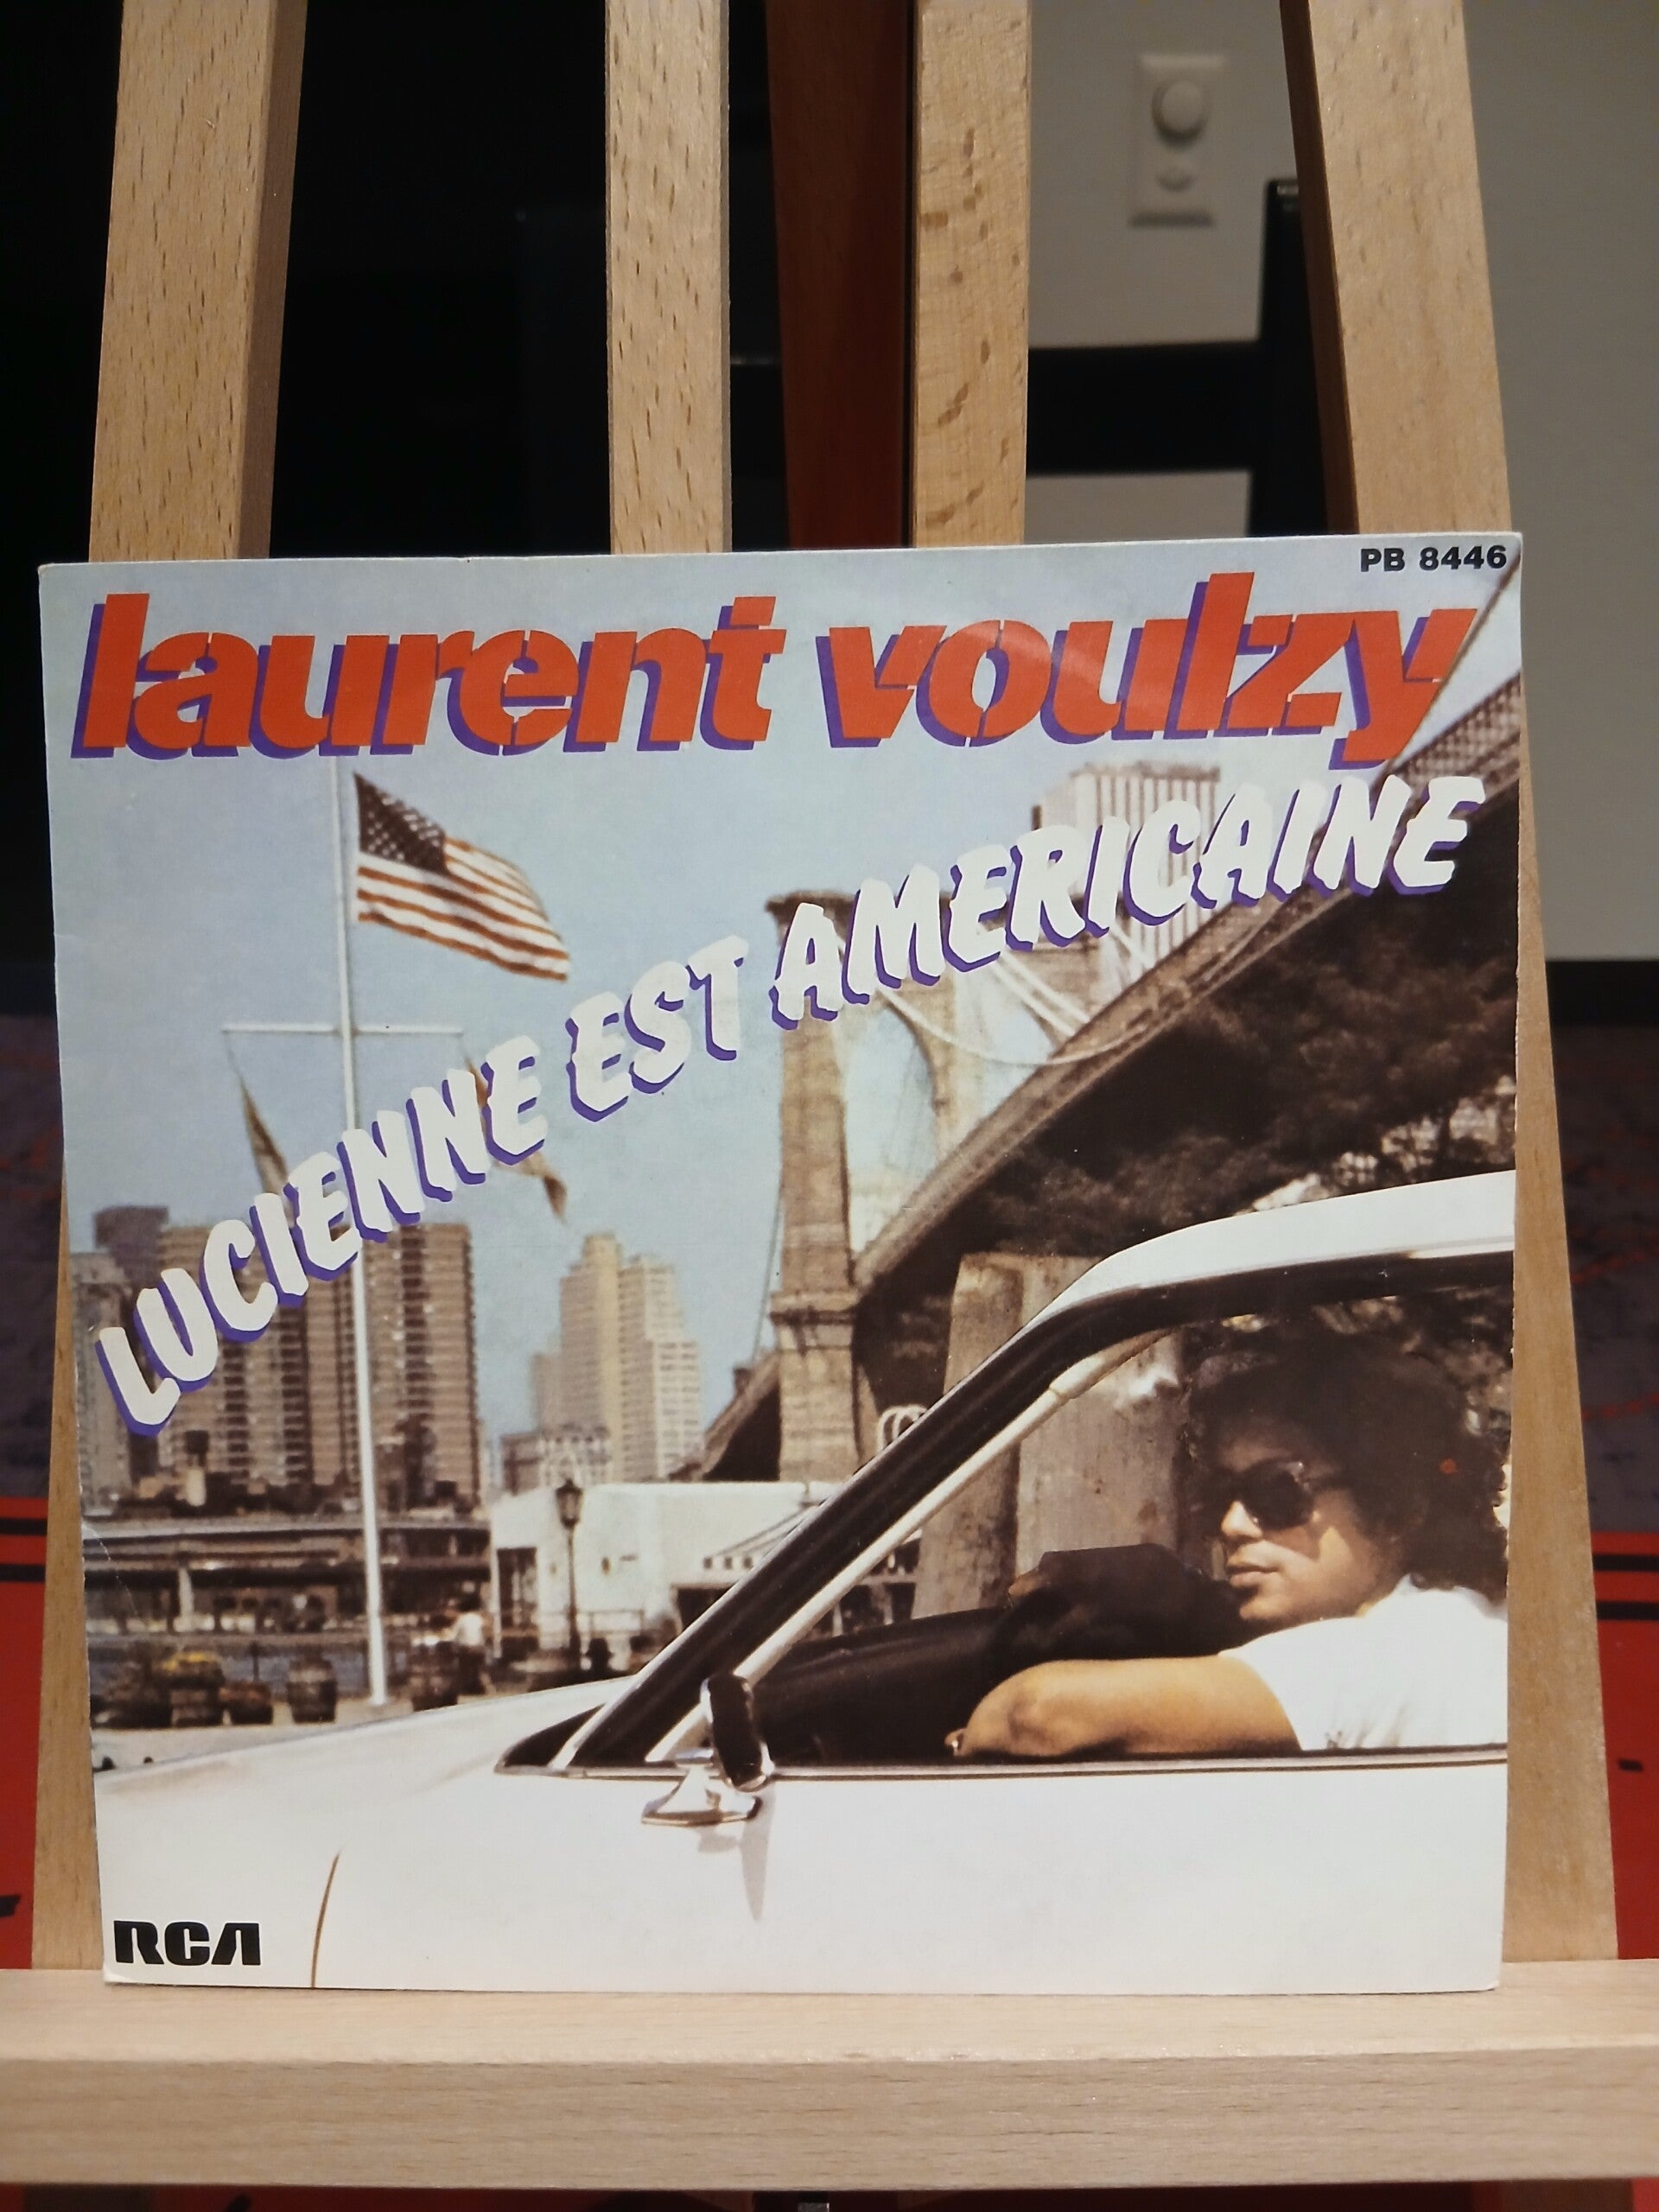 PB 8446
laurent voulzy
LUCIENNE EST AMERICAINE
RCA